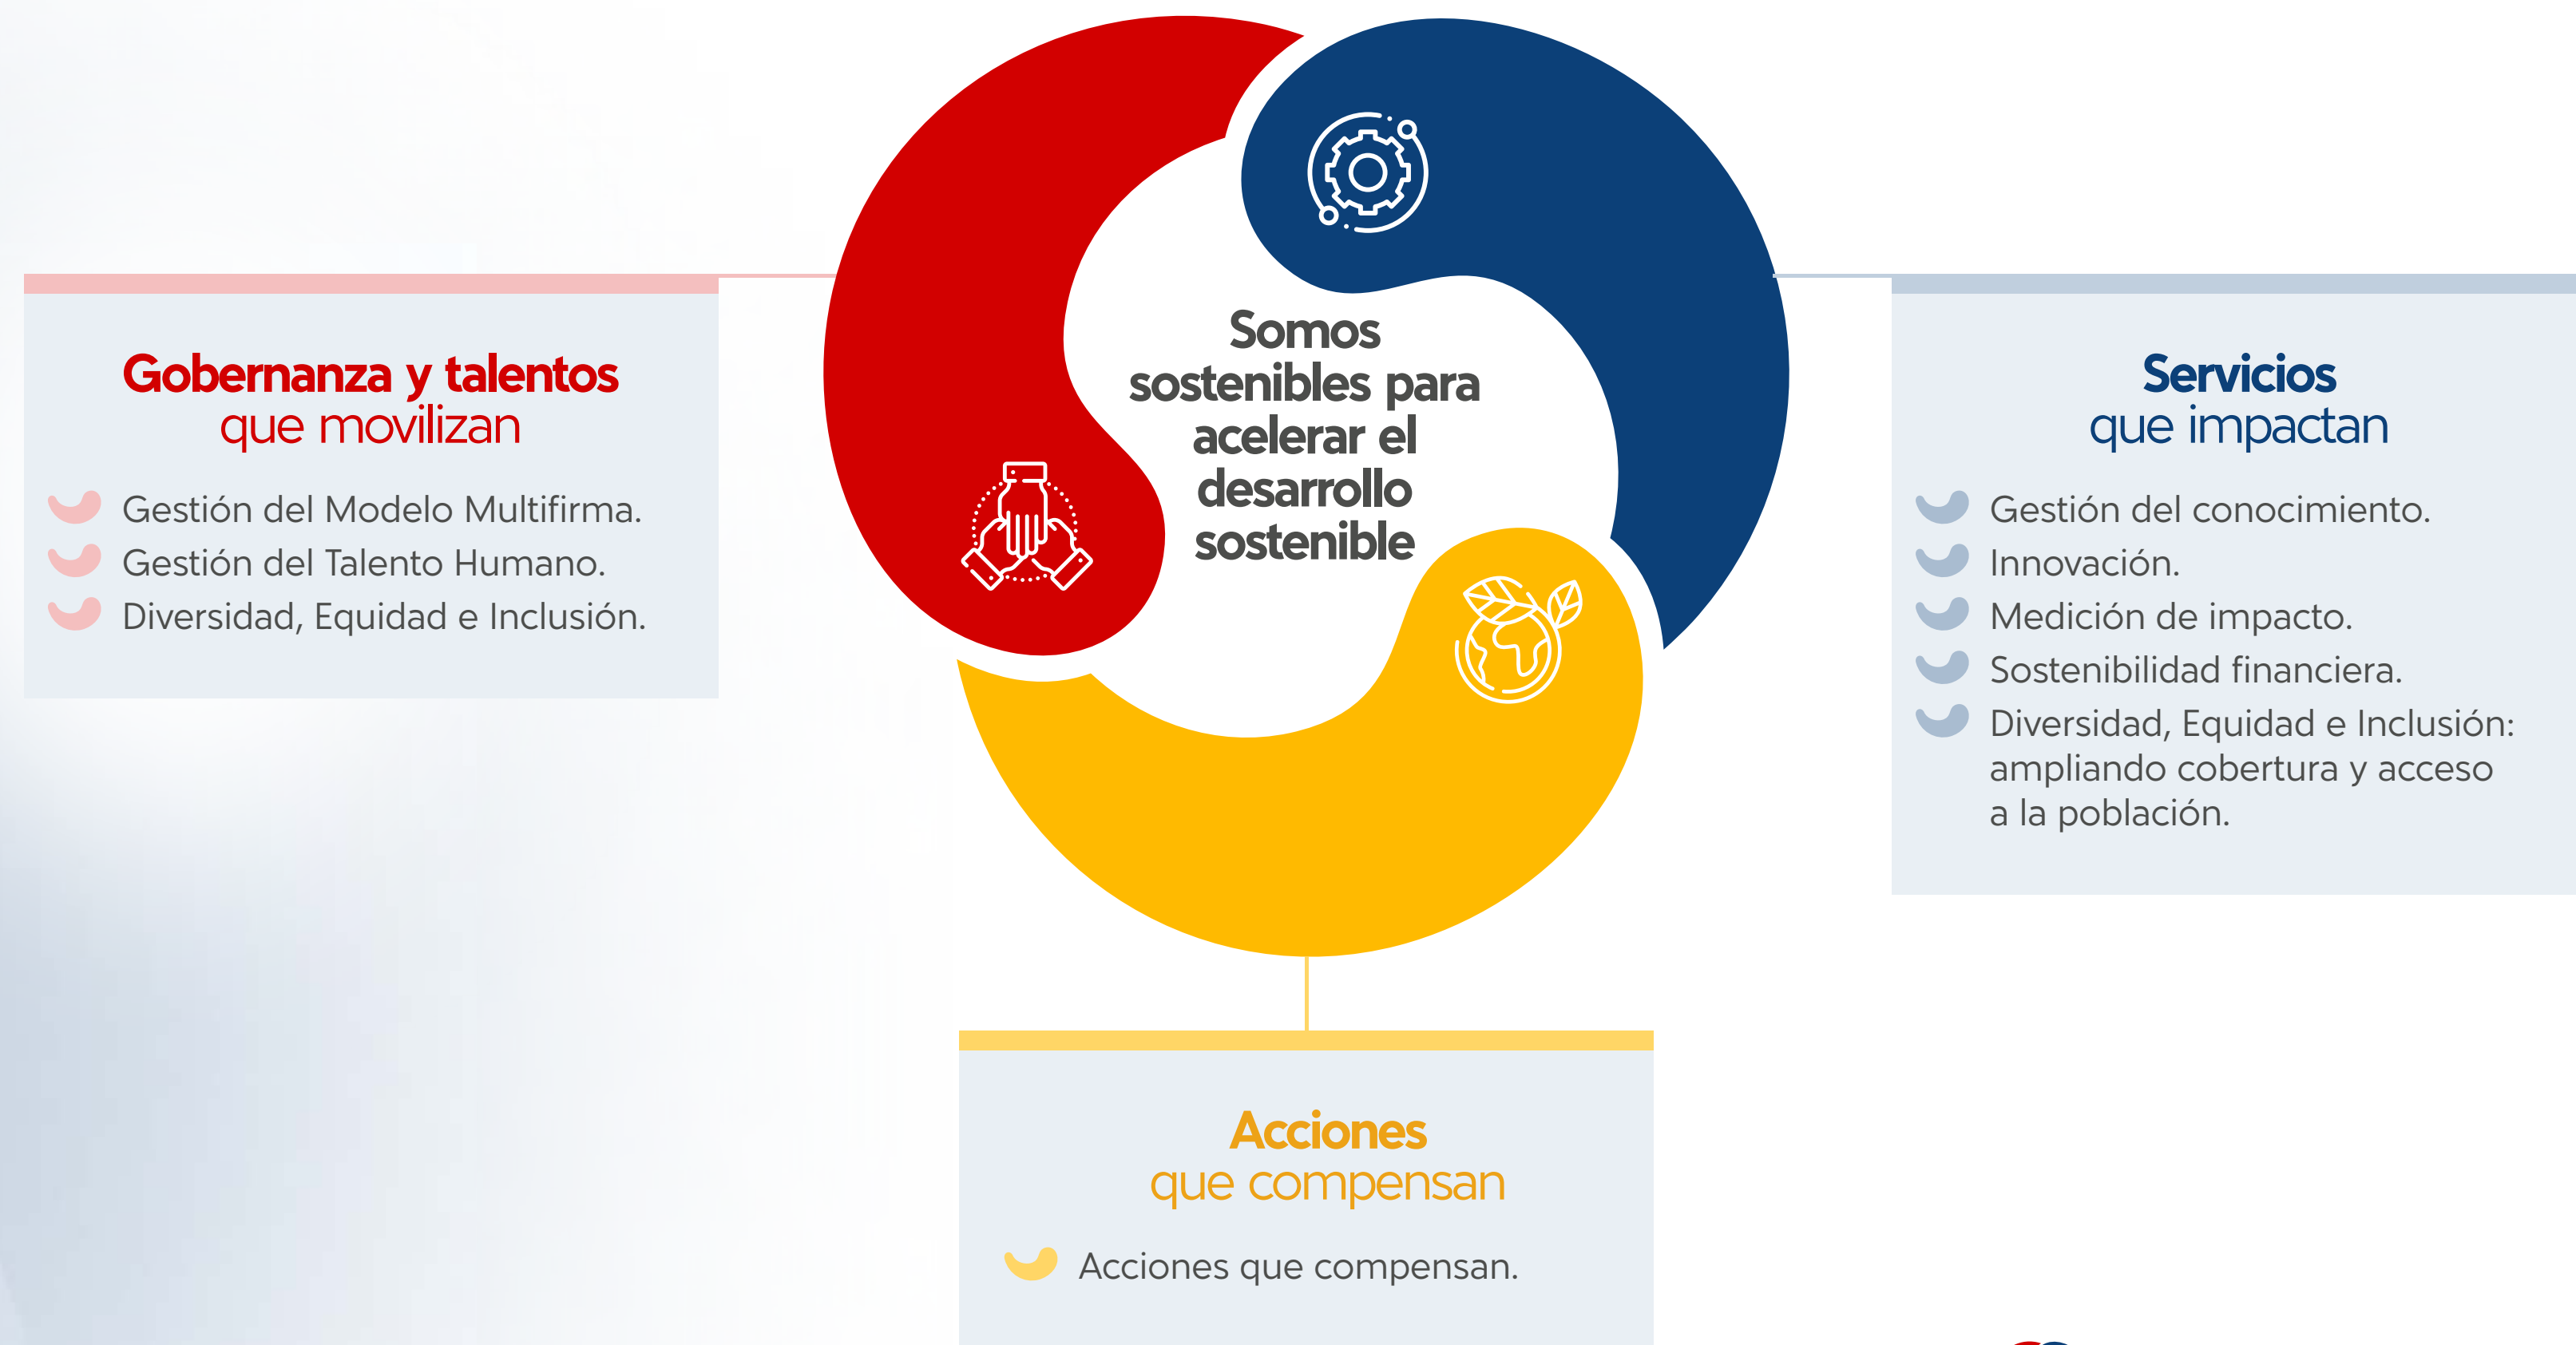 Somos
sostenibles para
acelerar el
desarrollo
sostenible
Gobernanza y talentos
que movilizan
Gestión del Modelo Multifirma.
Gestión del Talento Humano.
Diversidad, Equidad e Inclusión.
Servicios
que impactan
Gestión del conocimiento.
Innovación.
Medición de impacto.
Sostenibilidad financiera.
Diversidad, Equidad e Inclusión:
ampliando cobertura y acceso
a la población.
Acciones
que compensan
Acciones que compensan.